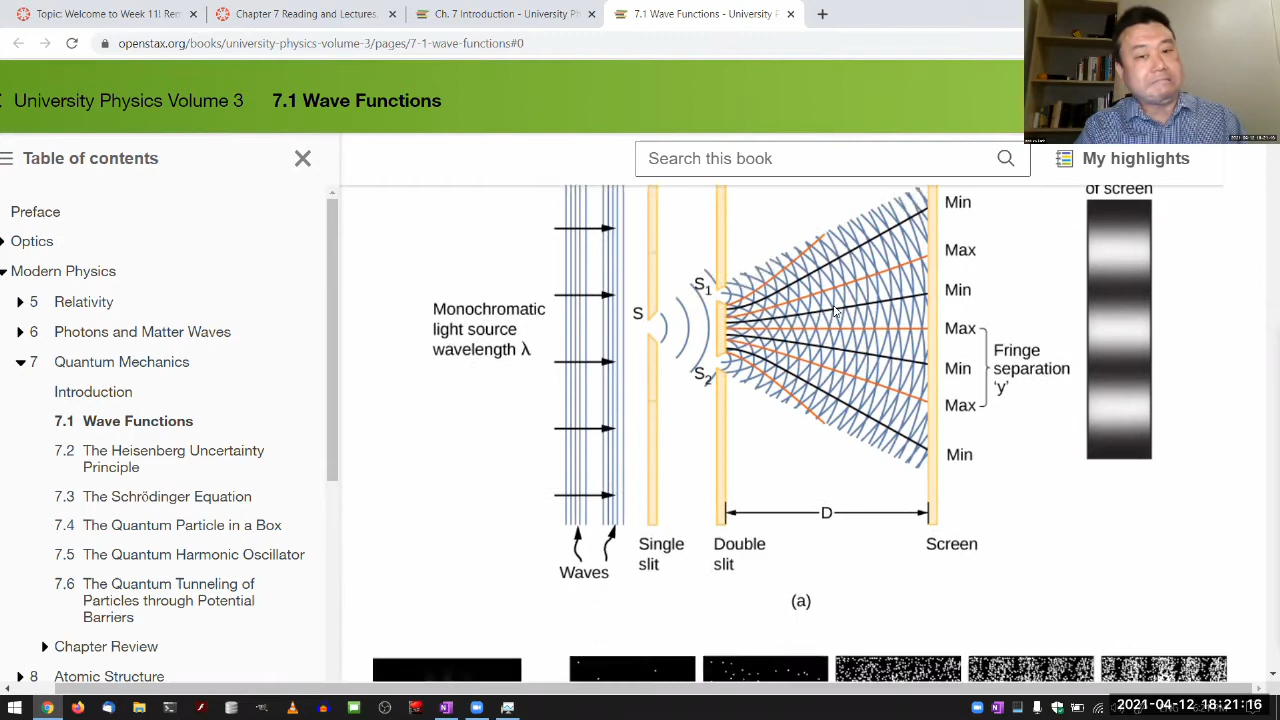 Topic: Welcome to Week 11! Rem
Chapter 7 Reading and Leisures
Ch. 7 Introduction - University Ph
7.1 Wave Functions - University P
openstax.org/books/university-physics-volume-3/pages/7-1-wave-functions#0
University Physics Volume 3
7.1 Wave Functions
Table of contents
Search this book
My highlights
Preface
Optics
Modern Physics
5 Relativity
6 Photons and Matter Waves
7 Quantum Mechanics
Introduction
7.1 Wave Functions
7.2 The Heisenberg Uncertainty
Principle
7.3 The Schrödinger Equation
7.4 The Quantum Particle in a Box
7.5 The Quantum Harmonic Oscillator
7.6 The Quantum Tunneling of
Particles through Potential
Barriers
Chapter Review
8 Atomic Structure
of screen
Monochromatic
light source
wavelength λ
S
S1
S2
Min
Max
Min
Max
Min
Max
Min
Fringe
separation
'y'
D
Waves
Single
slit
Double
slit
Screen
(a)
2021-04-12 18:21:16